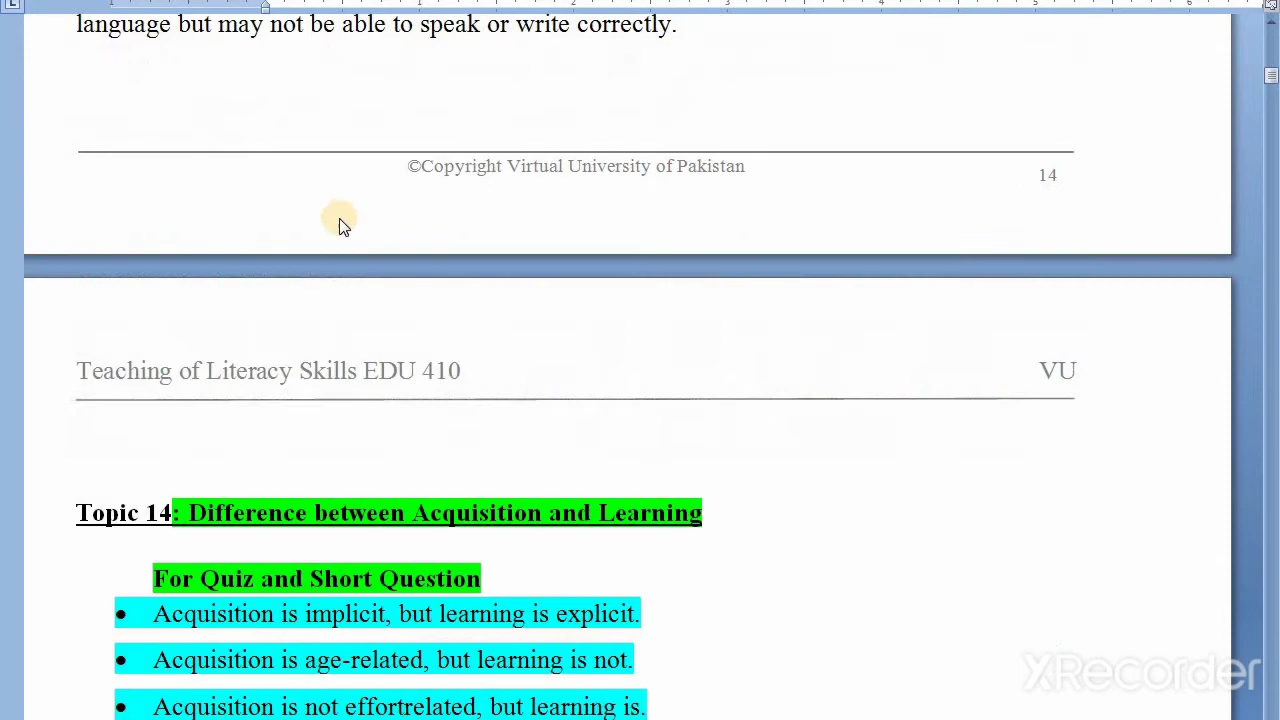 language but may not be able to speak or write correctly.
©Copyright Virtual University of Pakistan
14
Teaching of Literacy Skills EDU 410 VU
Topic 14: Difference between Acquisition and Learning
For Quiz and Short Question
• Acquisition is implicit, but learning is explicit.
• Acquisition is age-related, but learning is not.
• Acquisition is not effortrelated, but learning is.
XRecorder